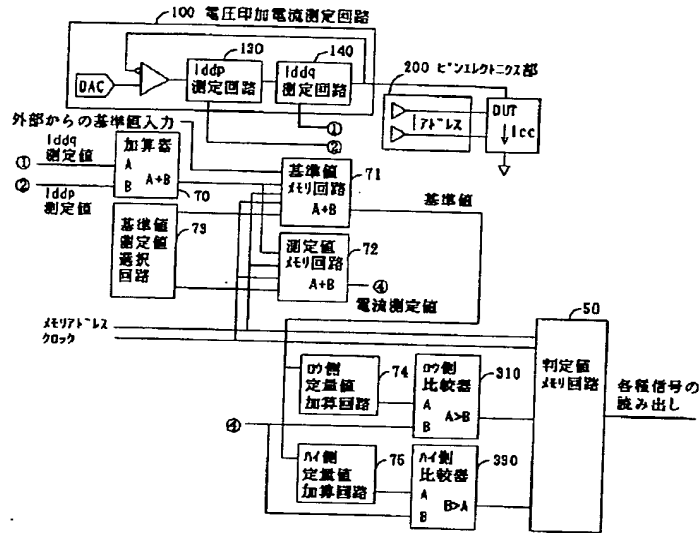 100 電圧印加電流測定回路
130
140
DAC
Iddp
測定回路
Iddq
測定回路
200 ピンエレクトニクス部
アドレス
DUT
Icc
外部からの基準値入力
①
②
Iddq
測定値
①
②
Iddp
測定値
加算器
A
B
A+B
70
基準値
メモリ回路
A+B
71
基準値
基準値
測定値
選択
回路
73
測定値
メモリ回路
A+B
72
④
電流測定値
メモリアドレス
クロック
50
判定値
メモリ回路
各種信号の
読み出し
ロウ側
定量値
加算回路
74
ロウ側
比較器
A
B
A>B
310
④
ハイ側
定量値
加算回路
75
ハイ側
比較器
A
B
B>A
390